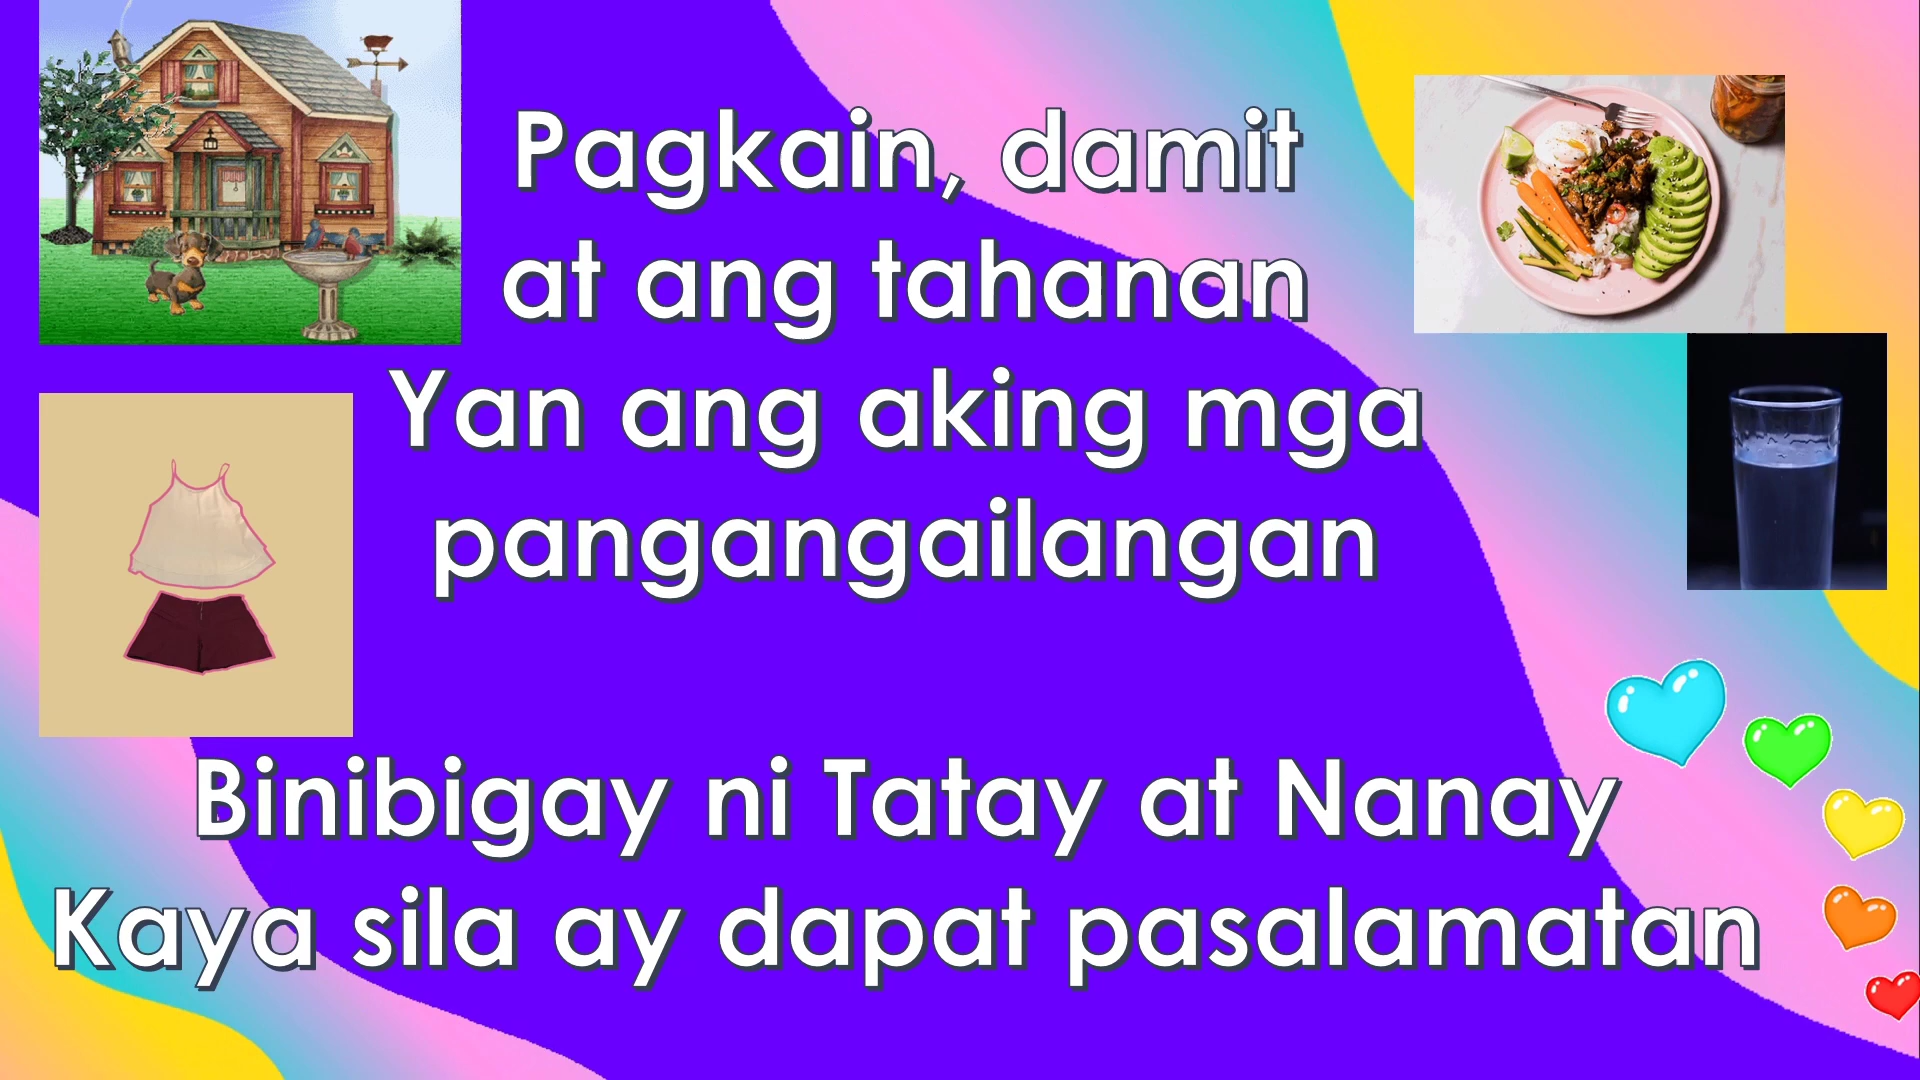 Pagkain, damit
at ang tahanan
Yan ang aking mga
pangangailangan
Binibigay ni Tatay at Nanay
Kaya sila ay dapat pasalamatan